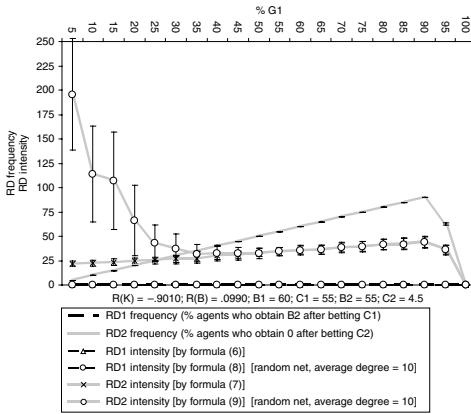 % G1
5 10 15 20 25 30 35 40 45 50 55 60 65 70 75 80 85 90 95 100
250
225
200
175
150
125
100
75
50
25
0
RD frequency
RD intensity
R(K) = –.9010; R(B) = .0990; B1 = 60; C1 = 55; B2 = 55; C2 = 4.5
RD1 frequency (% agents who obtain B2 after betting C1)
RD2 frequency (% agents who obtain 0 after betting C2)
RD1 intensity [by formula (6)]
RD1 intensity [by formula (8)] [random net, average degree = 10]
RD2 intensity [by formula (7)]
RD2 intensity [by formula (9)] [random net, average degree = 10]